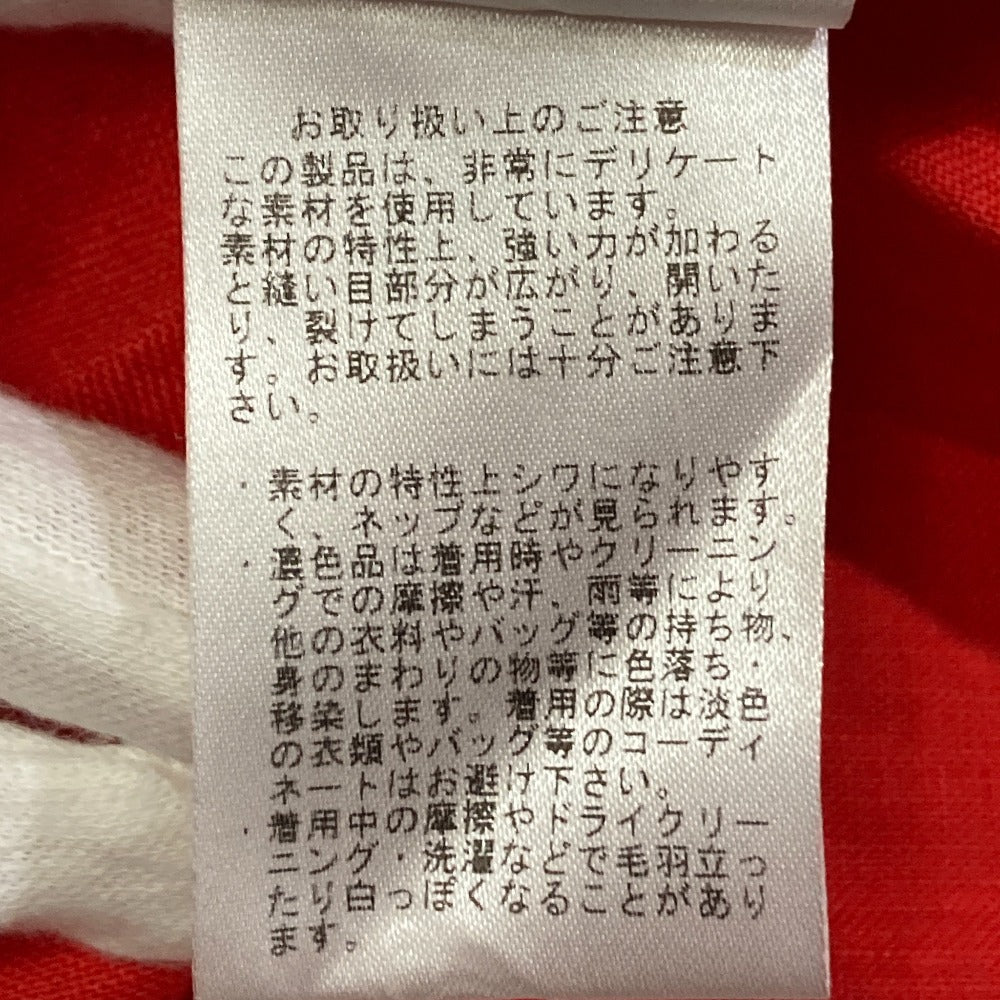 お取り扱い上のご注意
この製品は、非常にデリケート
な素材を使用しています。
素材の特性上、強い力が加わる
と縫い目部分が広がり、開いた
り、裂けてしまうことがありま
す。お取扱いには十分ご注意下
さい。
・素材の特性上シワになりやす
く、ネップなどが見られます。
・濃色品は着用時やクリーニン
グでの摩擦や汗、雨等により
他の衣料やバッグ等の持ち物、
身のまわりの物等に色落ち・
移染します。着用の際は淡色
の衣類やバッグ等のコーディ
ネートはお避け下さい。
・着用中の摩擦やドライクリー
ニング・洗濯などで毛羽立っ
たり白っぽくなることがあり
ます。